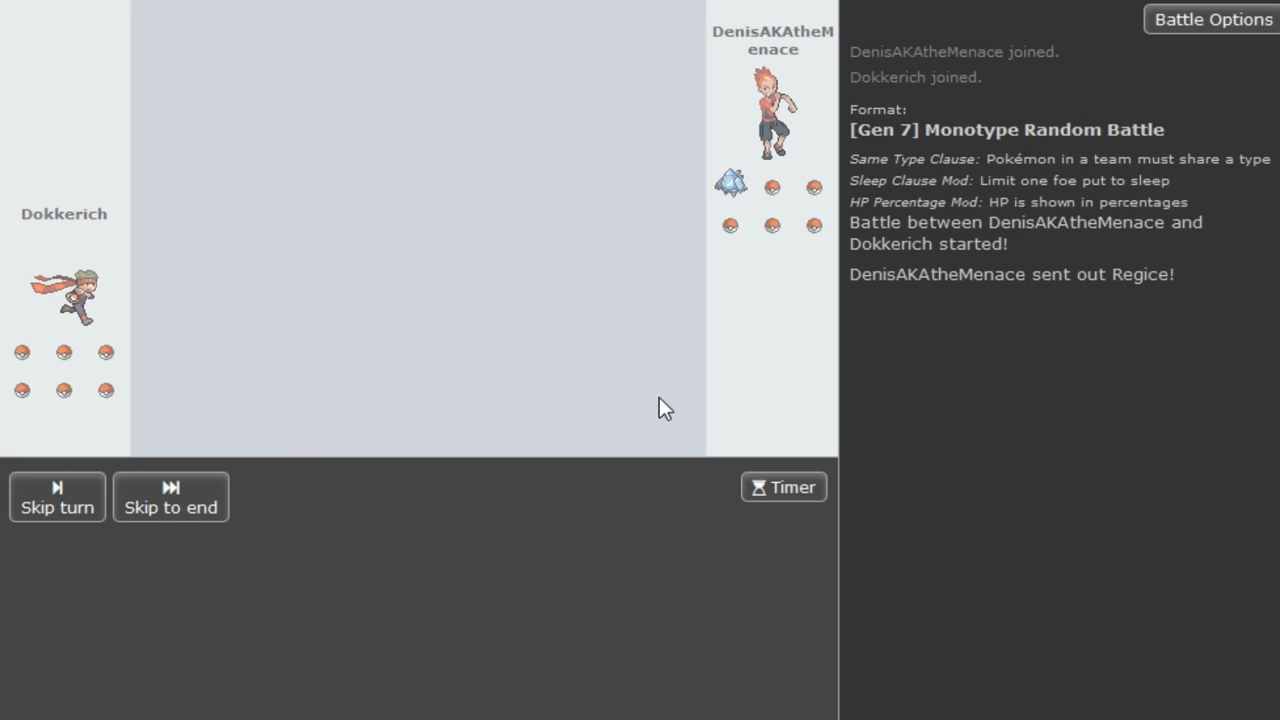 DenisAKAtheM
enace
Dokkerich
Skip turn
Skip to end
Timer
Battle Options
DenisAKAtheMenace joined.
Dokkerich joined.
Format:
[Gen 7] Monotype Random Battle
Same Type Clause: Pokémon in a team must share a type
Sleep Clause Mod: Limit one foe put to sleep
HP Percentage Mod: HP is shown in percentages
Battle between DenisAKAtheMenace and
Dokkerich started!
DenisAKAtheMenace sent out Regice!